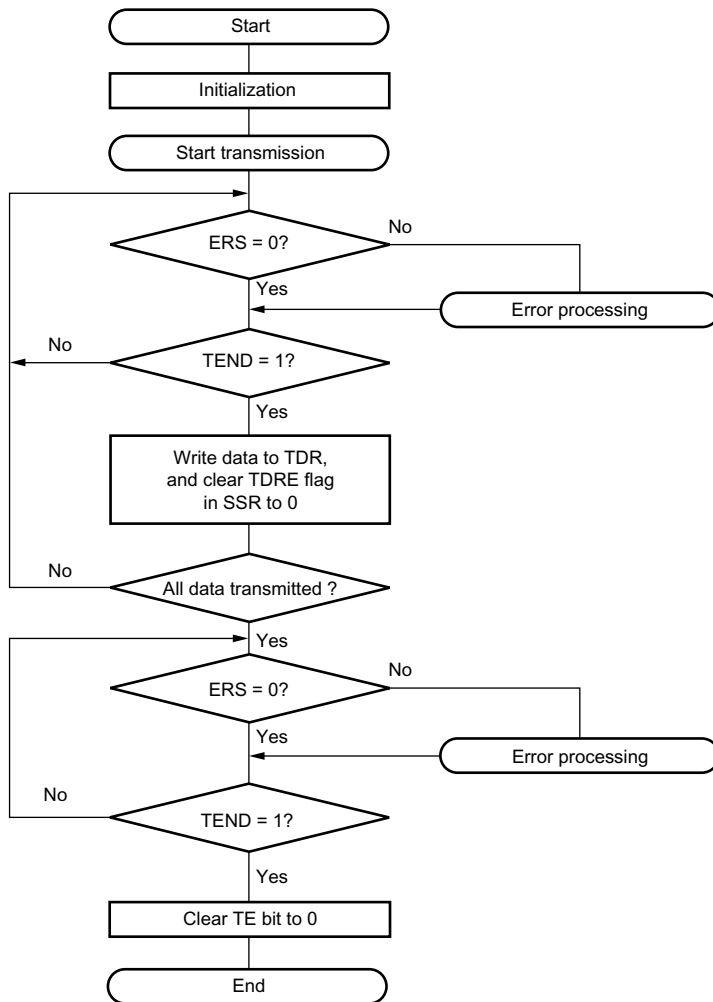 Start
Initialization
Start transmission
ERS = 0?
No
Yes
Error processing
No
TEND = 1?
Yes
Write data to TDR,
and clear TDRE flag
in SSR to 0
No
All data transmitted ?
Yes
ERS = 0?
No
Yes
Error processing
No
TEND = 1?
Yes
Clear TE bit to 0
End